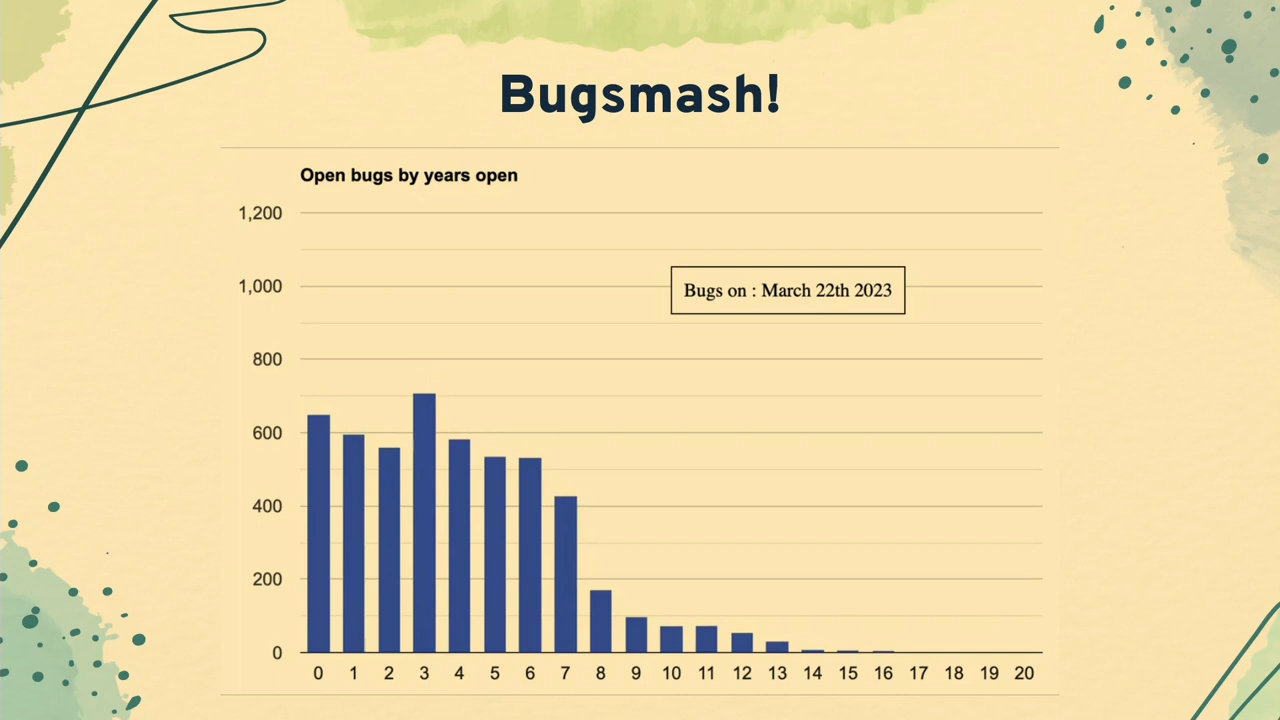 Bugsmash!
Open bugs by years open
1,200
1,000
Bugs on : March 22th 2023
800
600
400
200
0
0 1 2 3 4 5 6 7 8 9 10 11 12 13 14 15 16 17 18 19 20